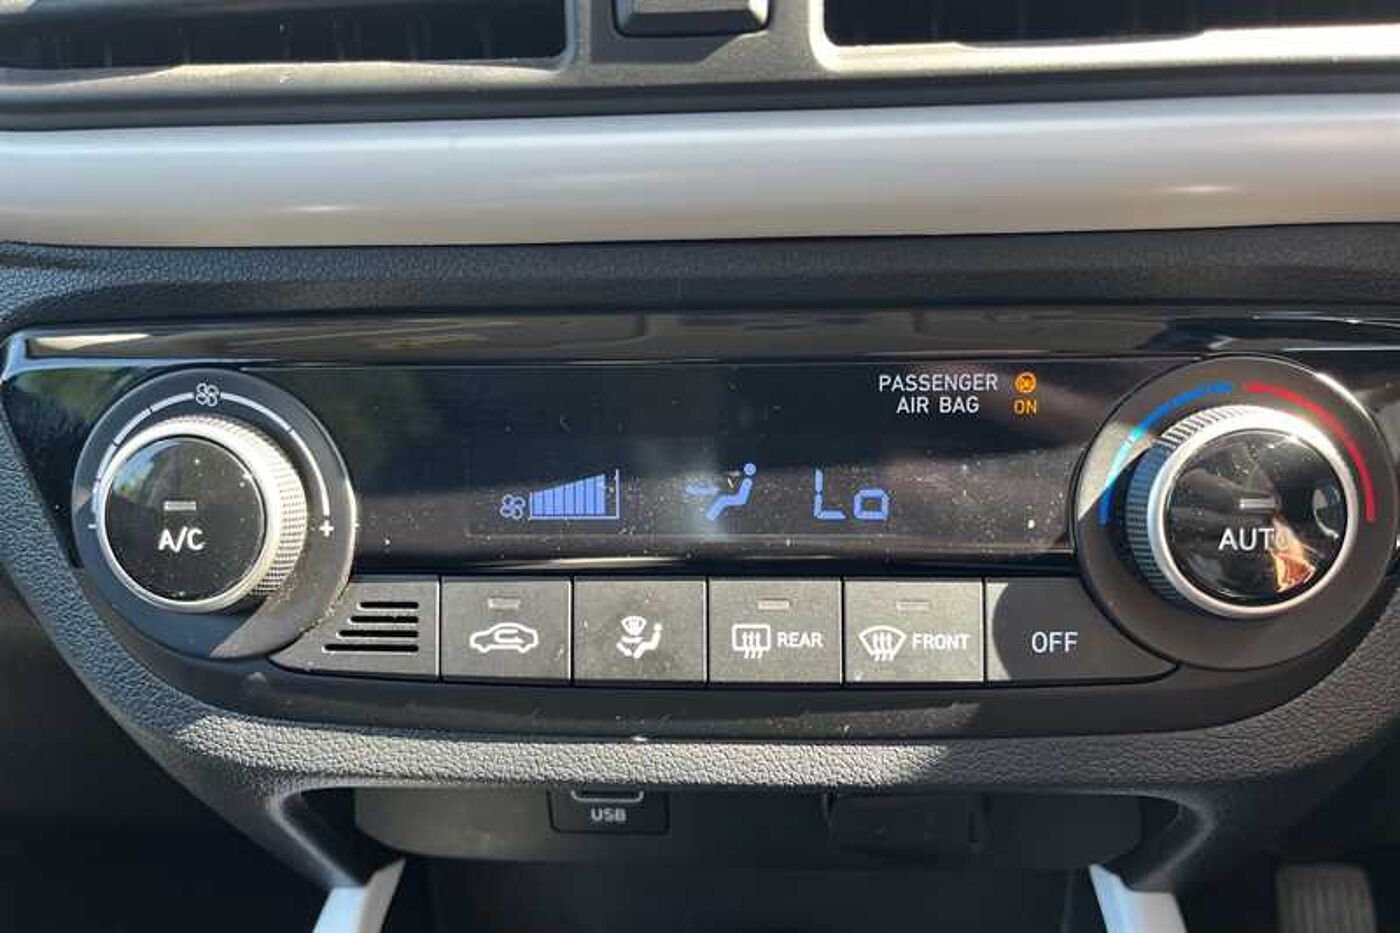 PASSENGER
AIR BAG ON
Lo
- +
A/C
AUTO
REAR
FRONT
OFF
USB